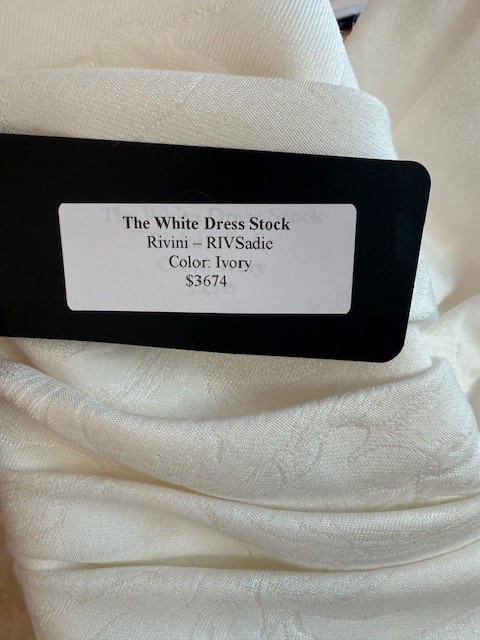 The White Dress Stock
Rivini – RIVSadie
Color: Ivory
$3674